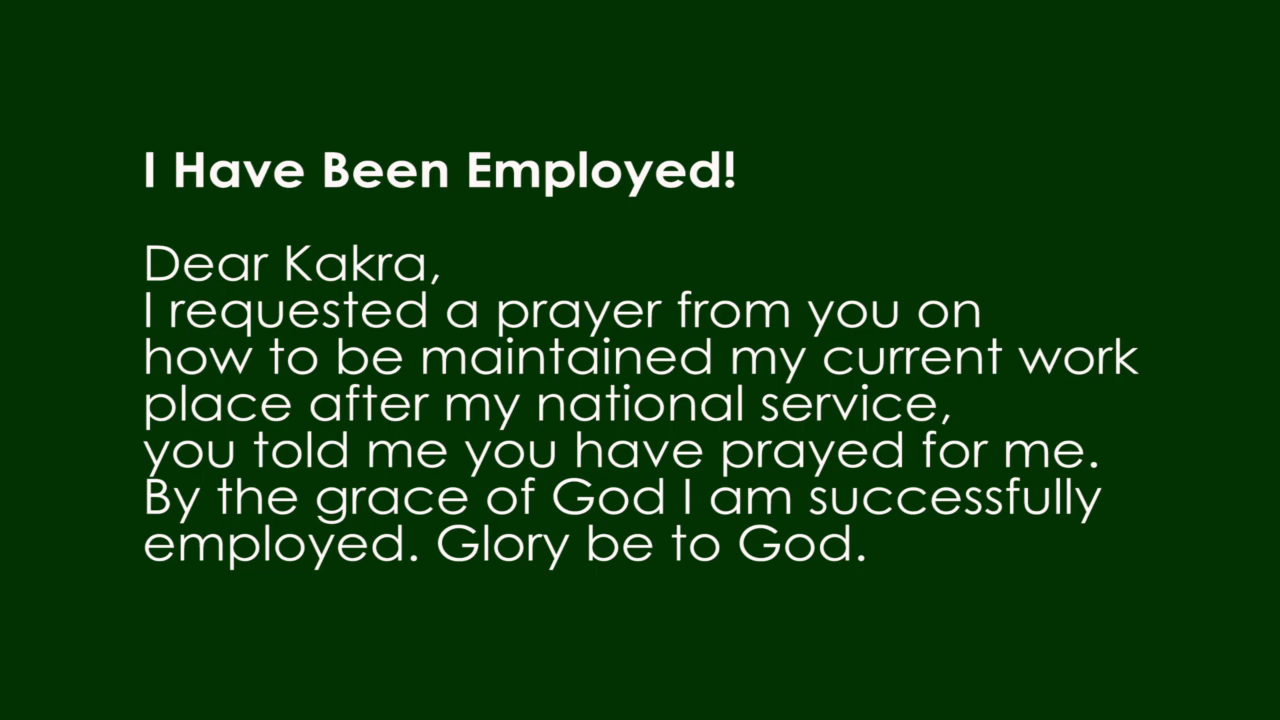 I Have Been Employed!
Dear Kakra,
I requested a prayer from you on
how to be maintained my current work
place after my national service,
you told me you have prayed for me.
By the grace of God I am successfully
employed. Glory be to God.